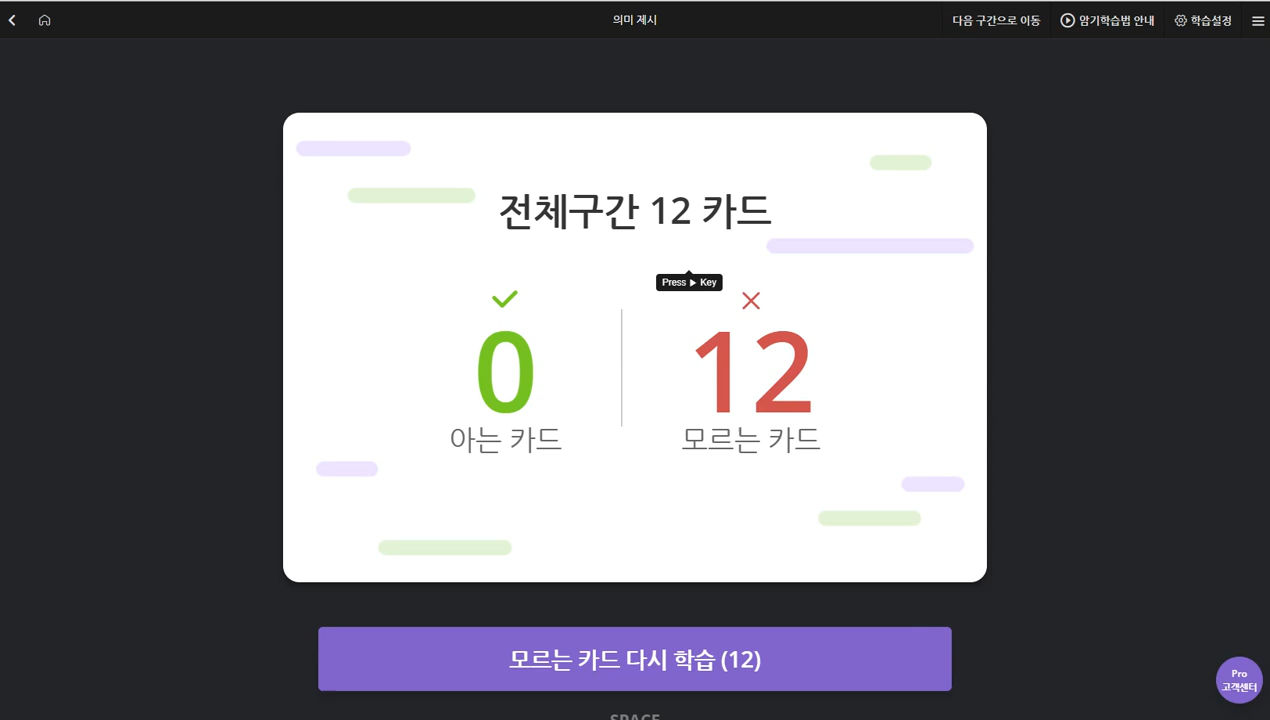 의미 제시
다음 구간으로 이동
암기학습법 안내
학습설정
전체구간 12 카드
Press ▶ Key
0
12
아는 카드
모르는 카드
모르는 카드 다시 학습 (12)
Pro
고객센터
SPACE